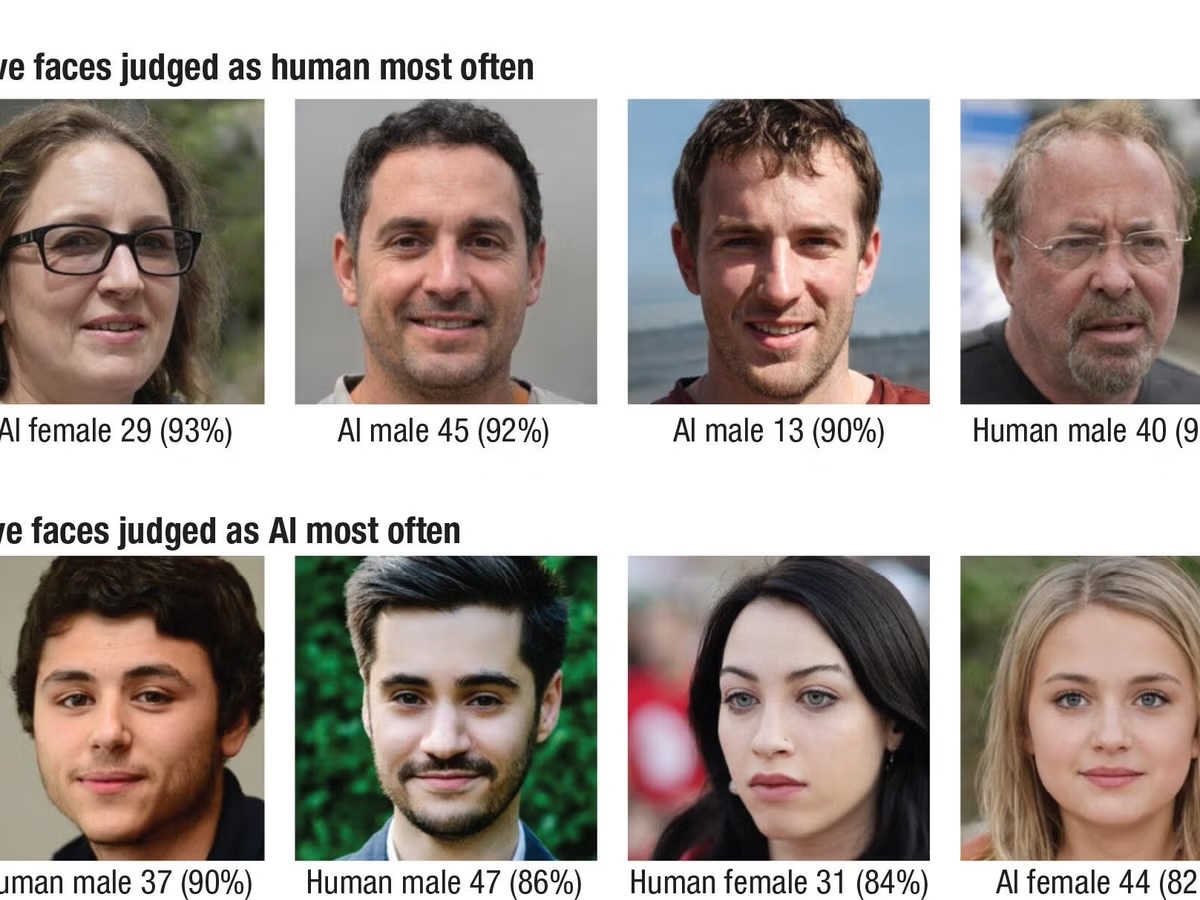 ve faces judged as human most often
AI female 29 (93%)
AI male 45 (92%)
AI male 13 (90%)
Human male 40 (9
ve faces judged as AI most often
uman male 37 (90%)
Human male 47 (86%)
Human female 31 (84%)
AI female 44 (82